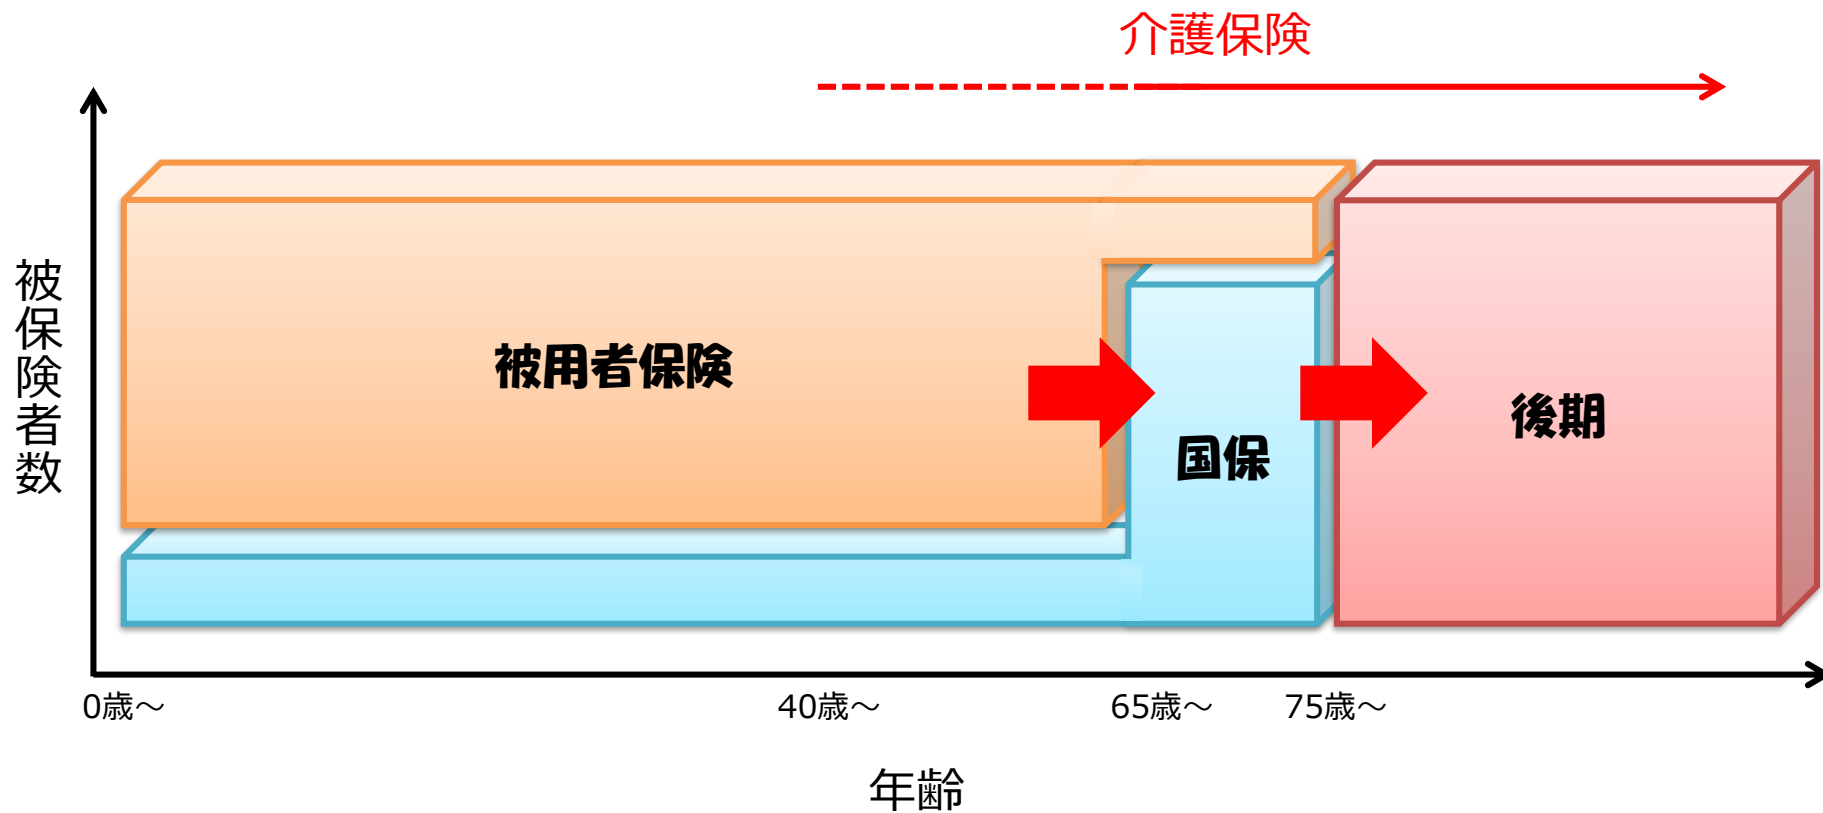 介護保険
被保険者数
被用者保険
国保
後期
0歳～
40歳～
65歳～
75歳～
年齢